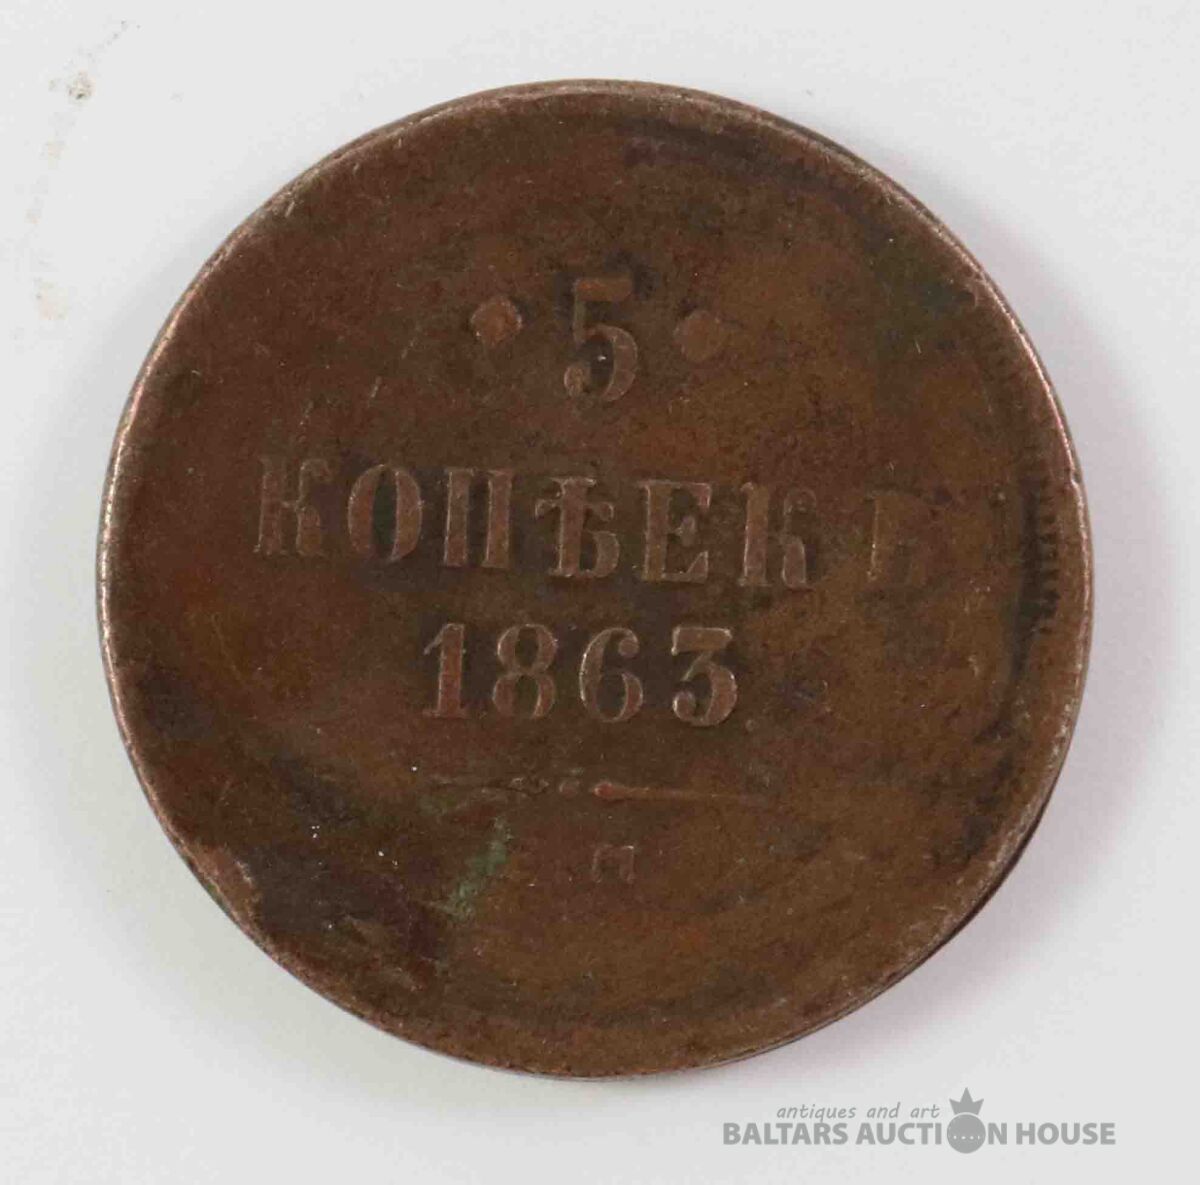 · 5 ·
КОПѢЕКЪ
1863
antiques and art
BALTARS AUCTION HOUSE